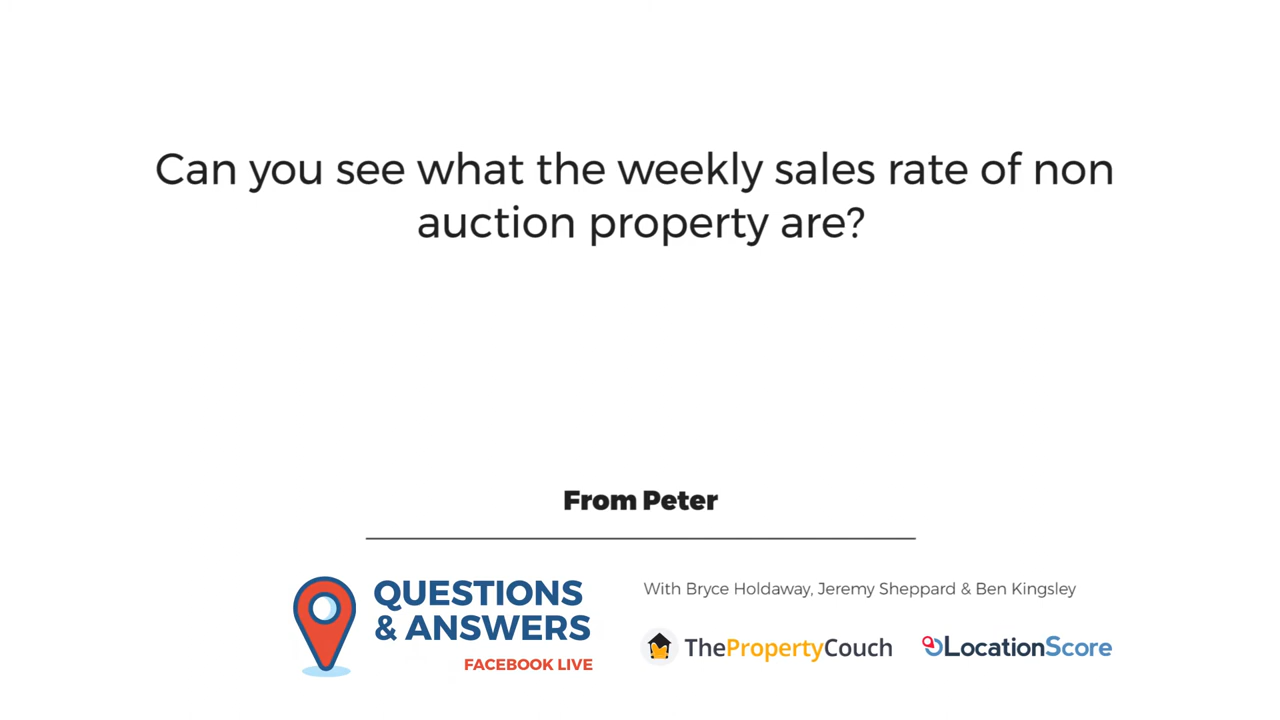 Can you see what the weekly sales rate of non
auction property are?
From Peter
QUESTIONS
& ANSWERS
FACEBOOK LIVE
With Bryce Holdaway, Jeremy Sheppard & Ben Kingsley
ThePropertyCouch
LocationScore